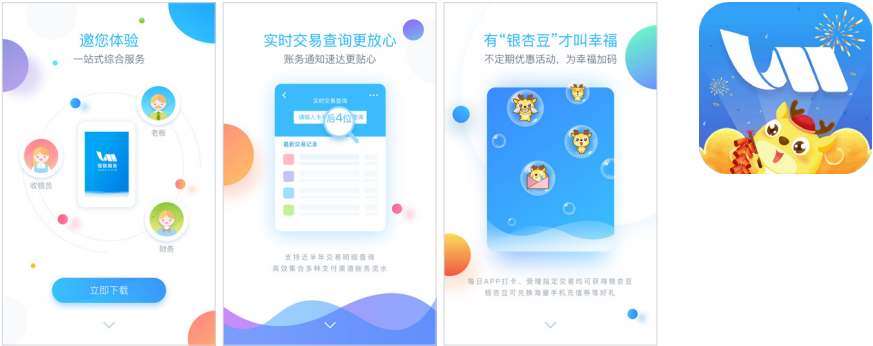 邀您体验
一站式综合服务
老板
收银员
财务
立即下载
实时交易查询更放心
账务通知速达更贴心
实时交易查询
请输入卡号后4位查询
最新交易记录
支持近半年交易明细查询
高效集合多种支付渠道账务流水
有“银杏豆”才叫幸福
不定期优惠活动、为幸福加码
每日APP打卡、受理指定交易均可获得银杏豆
银杏豆可兑换海量手机充值券等好礼